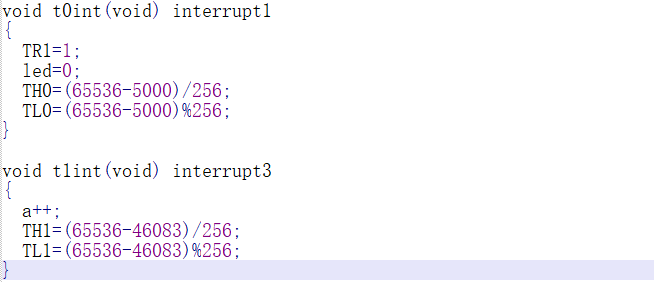 void t0int(void) interrupt1
{
TR1=1;
led=0;
TH0=(65536-5000)/256;
TL0=(65536-5000)%256;
}
void t1int(void) interrupt3
{
a++;
TH1=(65536-46083)/256;
TL1=(65536-46083)%256;
}